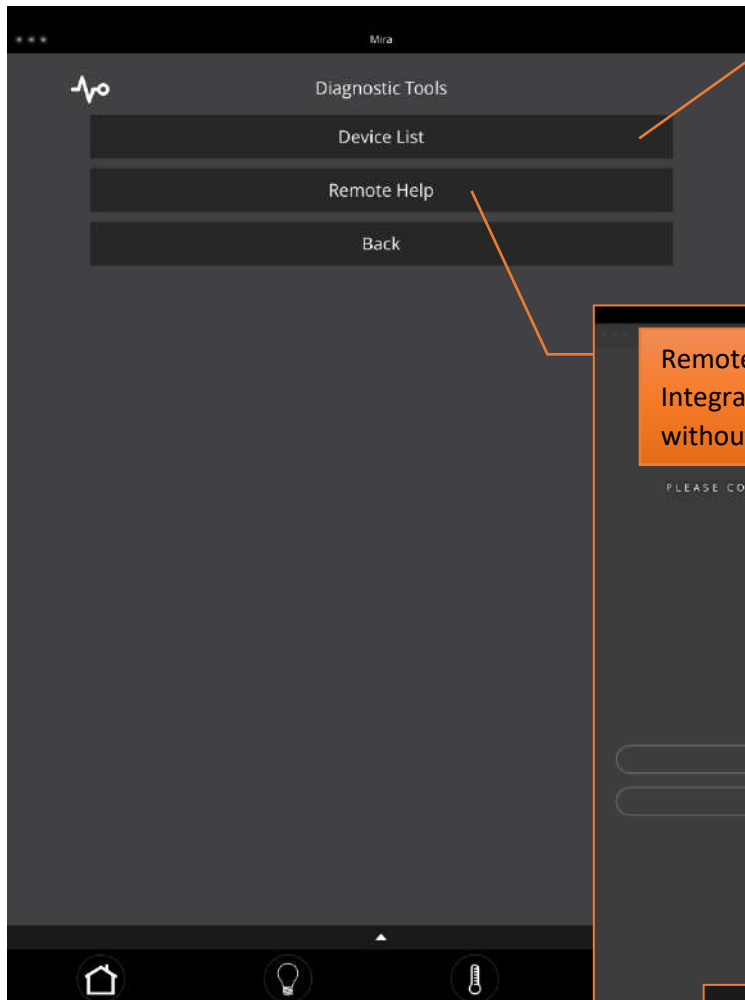 Mira
Diagnostic Tools
Device List
Remote Help
Back
Remote
Integra
withou
PLEASE CO